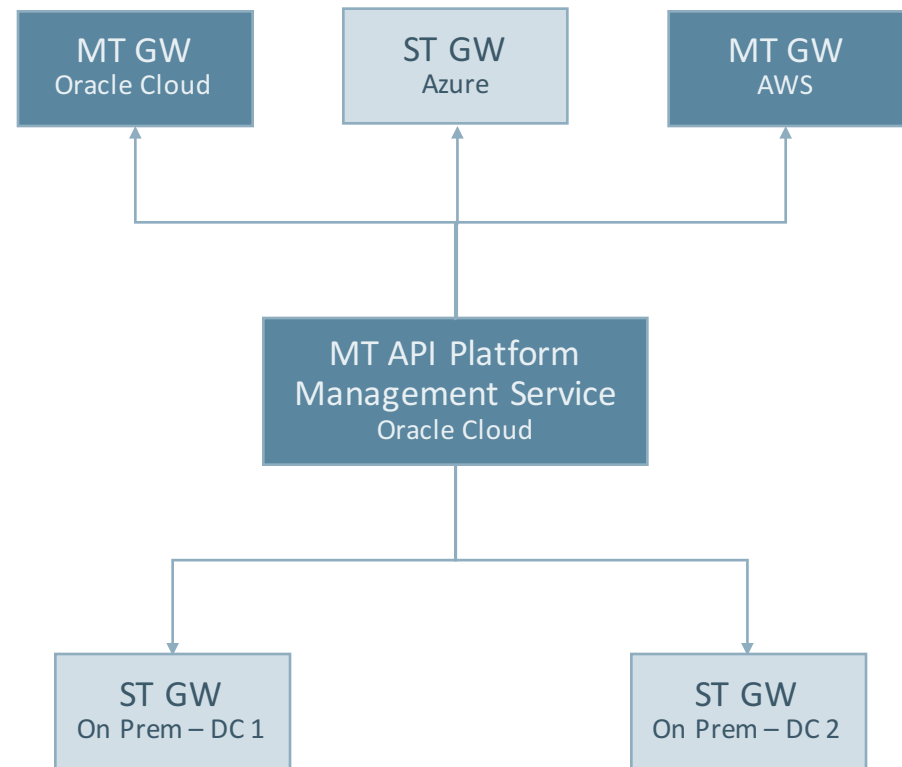 MT GW
Oracle Cloud
ST GW
Azure
MT GW
AWS
MT API Platform
Management Service
Oracle Cloud
ST GW
On Prem – DC 1
ST GW
On Prem – DC 2